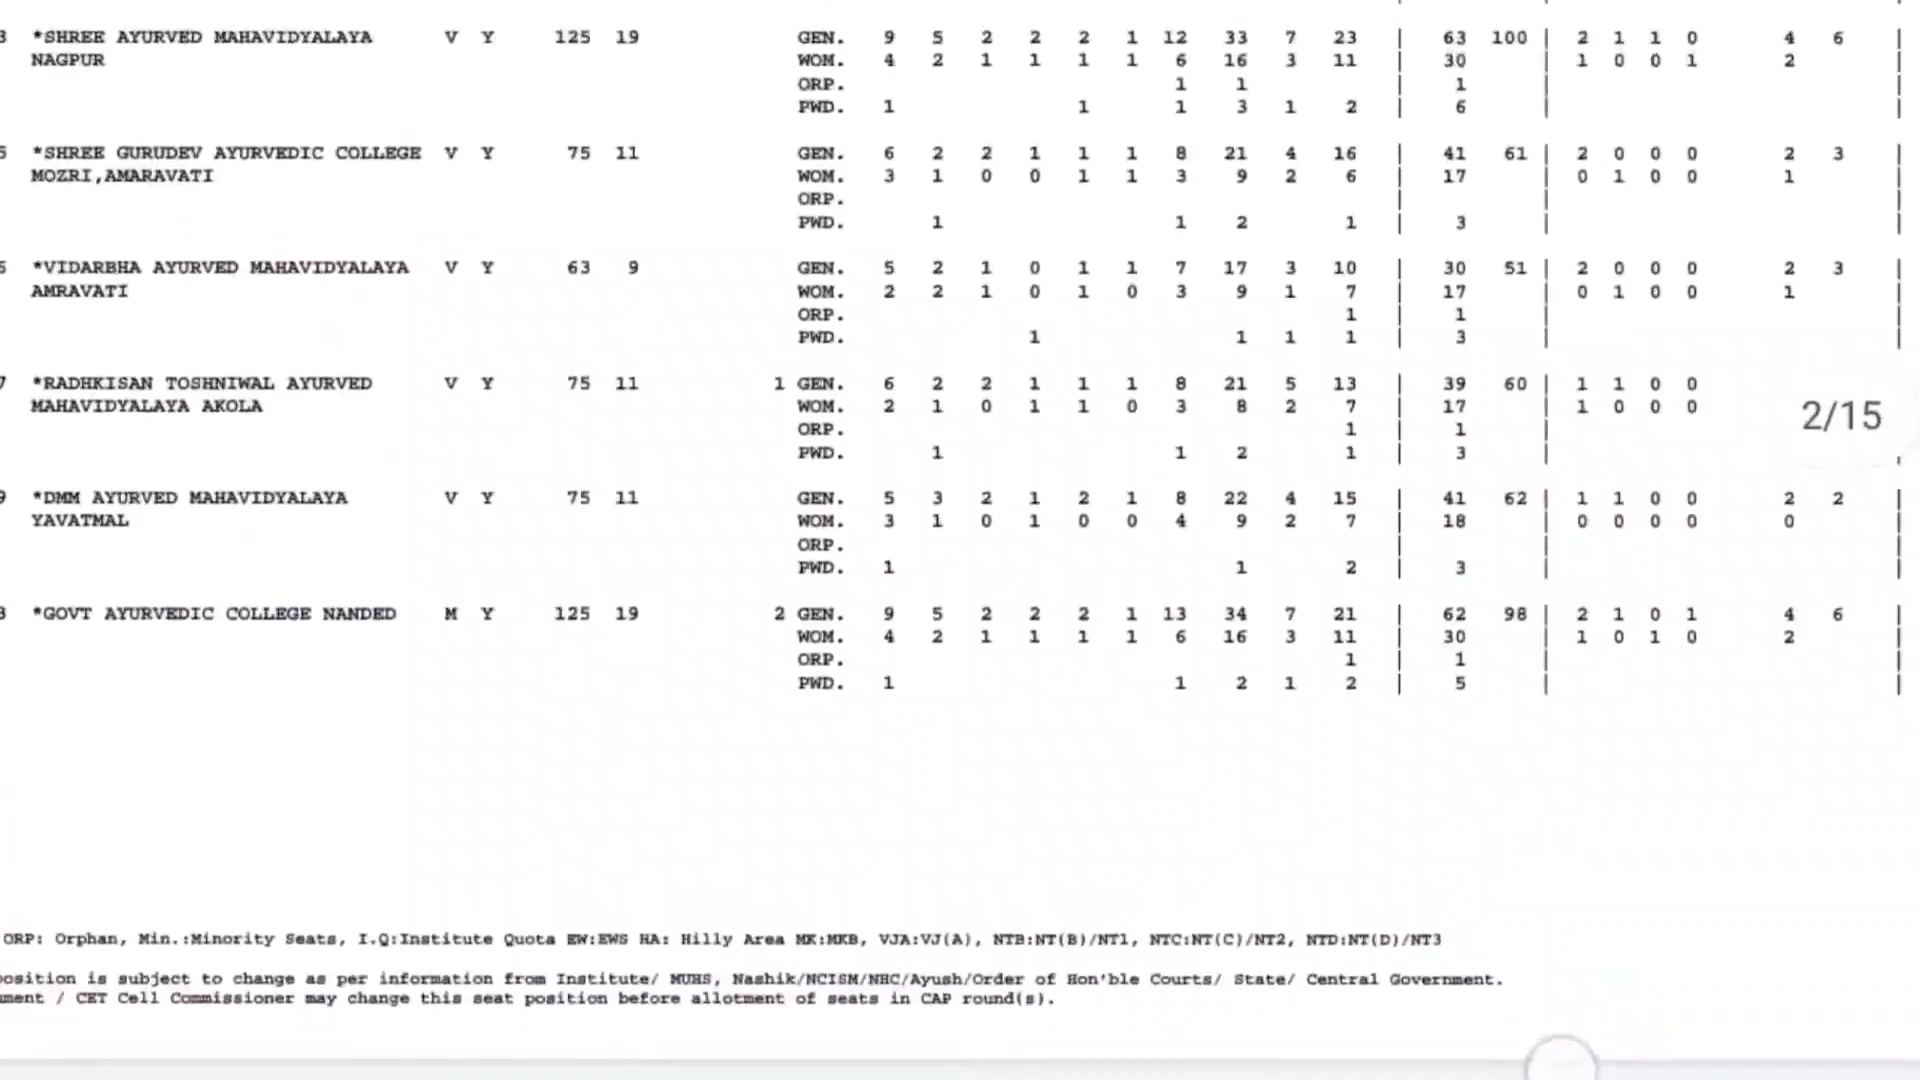 3 *SHREE AYURVED MAHAVIDYALAYA V Y 125 19 GEN. 9 5 2 2 2 1 12 33 7 23 | 63 100 | 2 1 1 0 4 6 |
NAGPUR WOM. 4 2 1 1 1 1 6 16 3 11 | 30 | 1 0 0 1 2 |
ORP. 1 1 | 1 | |
PWD. 1 1 1 3 1 2 | 6 | |
5 *SHREE GURUDEV AYURVEDIC COLLEGE V Y 75 11 GEN. 6 2 2 1 1 1 8 21 4 16 | 41 61 | 2 0 0 0 2 3 |
MOZRI,AMARAVATI WOM. 3 1 0 0 1 1 3 9 2 6 | 17 | 0 1 0 0 1 |
ORP. | | |
PWD. 1 1 2 1 | 3 | |
*VIDARBHA AYURVED MAHAVIDYALAYA V Y 63 9 GEN. 5 2 1 0 1 1 7 17 3 10 | 30 51 | 2 0 0 0 2 3 |
AMRAVATI WOM. 2 2 1 0 1 0 3 9 1 7 | 17 | 0 1 0 0 1 |
ORP. 1 | 1 | |
PWD. 1 1 1 1 | 3 | |
7 *RADHKISAN TOSHNIWAL AYURVED V Y 75 11 1 GEN. 6 2 2 1 1 1 8 21 5 13 | 39 60 | 1 1 0 0
MAHAVIDYALAYA AKOLA WOM. 2 1 0 1 1 0 3 8 2 7 | 17 | 1 0 0 0
2/15
ORP. 1 | 1 |
PWD. 1 1 2 1 | 3 |
9 *DMM AYURVED MAHAVIDYALAYA V Y 75 11 GEN. 5 3 2 1 2 1 8 22 4 15 | 41 62 | 1 1 0 0 2 2 |
YAVATMAL WOM. 3 1 0 1 0 0 4 9 2 7 | 18 | 0 0 0 0 0 |
ORP. | | |
PWD. 1 1 2 | 3 | |
3 *GOVT AYURVEDIC COLLEGE NANDED M Y 125 19 2 GEN. 9 5 2 2 2 1 13 34 7 21 | 62 98 | 2 1 0 1 4 6 |
WOM. 4 2 1 1 1 1 6 16 3 11 | 30 | 1 0 1 0 2 |
ORP. 1 | 1 | |
PWD. 1 1 2 1 2 | 5 | |
ORP: Orphan, Min.:Minority Seats, I.Q:Institute Quota EW:EWS HA: Hilly Area MK:MKB, VJA:VJ(A), NTB:NT(B)/NT1, NTC:NT(C)/NT2, NTD:NT(D)/NT3
osition is subject to change as per information from Institute/ MUHS, Nashik/NCISM/NHC/Ayush/Order of Hon'ble Courts/ State/ Central Government.
ment / CET Cell Commissioner may change this seat position before allotment of seats in CAP round(s).